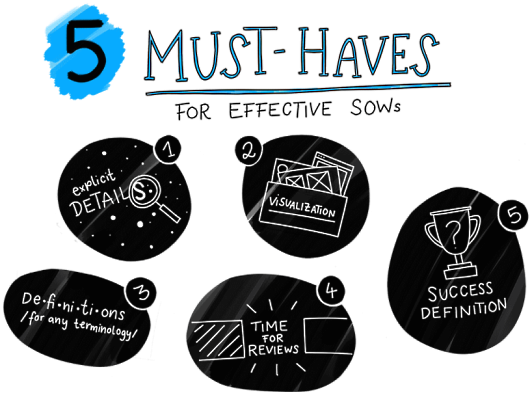 5 MUST-HAVES
FOR EFFECTIVE SOWs
1
explicit
DETAILS
2
VISUALIZATION
3
De·fi·ni·ti·ons
/for any terminology/
4
TIME
FOR
REVIEWS
5
?
SUCCESS
DEFINITION